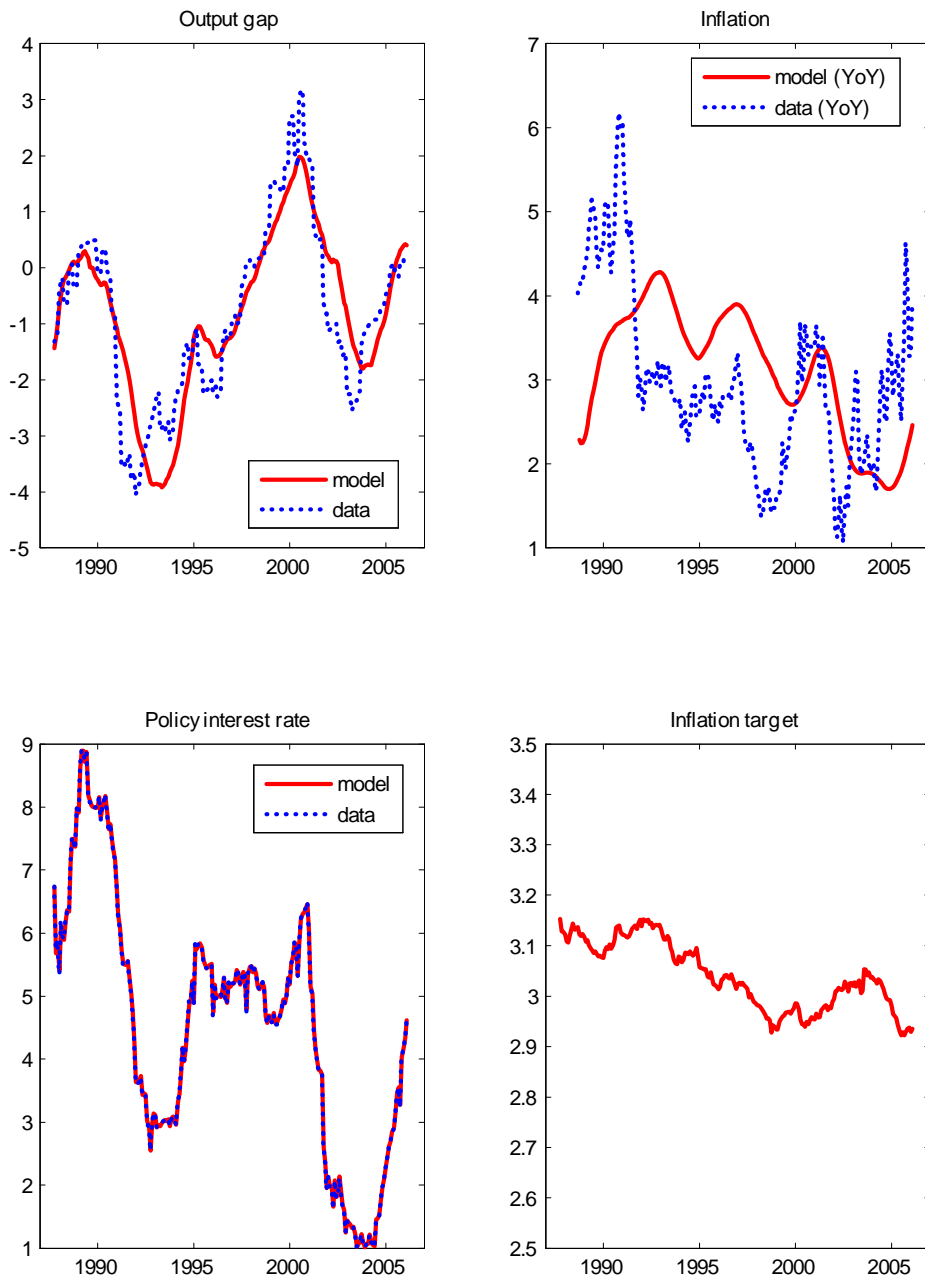 Output gap
4
3
2
1
0
-1
-2
-3
-4
-5
1990 1995 2000 2005
model
data
Inflation
7
6
5
4
3
2
1
1990 1995 2000 2005
model (YoY)
data (YoY)
Policy interest rate
9
8
7
6
5
4
3
2
1
1990 1995 2000 2005
model
data
Inflation target
3.5
3.4
3.3
3.2
3.1
3
2.9
2.8
2.7
2.6
2.5
1990 1995 2000 2005